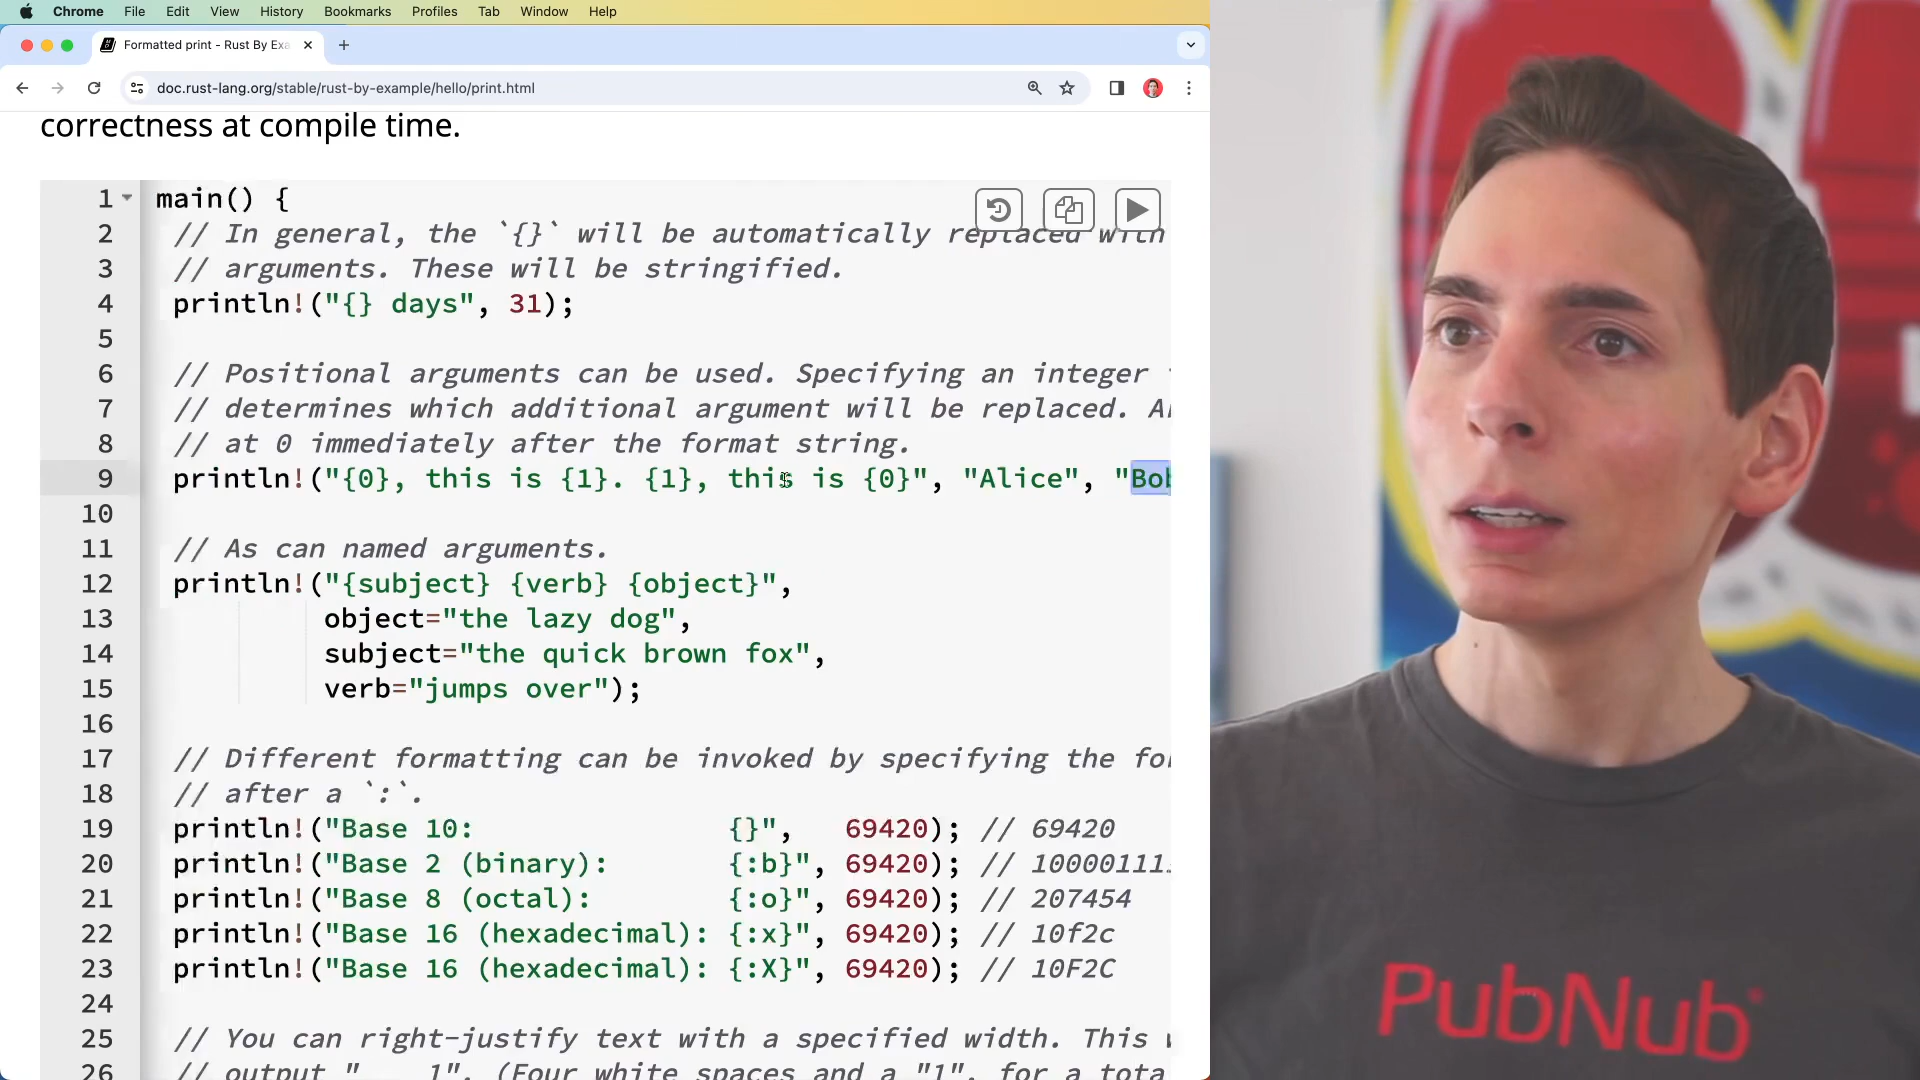 Chrome File Edit View History Bookmarks Profiles Tab Window Help
Formatted print - Rust By Exa
doc.rust-lang.org/stable/rust-by-example/hello/print.html
correctness at compile time.
1 main() {
2 // In general, the `{}` will be automatically replaced with
3 // arguments. These will be stringified.
4 println!("{} days", 31);
5
6 // Positional arguments can be used. Specifying an integer
7 // determines which additional argument will be replaced. A
8 // at 0 immediately after the format string.
9 println!("{0}, this is {1}. {1}, this is {0}", "Alice", "Bob
10
11 // As can named arguments.
12 println!("{subject} {verb} {object}",
13 object="the lazy dog",
14 subject="the quick brown fox",
15 verb="jumps over");
16
17 // Different formatting can be invoked by specifying the fo
18 // after a `:`.
19 println!("Base 10: {}", 69420); // 69420
20 println!("Base 2 (binary): {:b}", 69420); // 10000111
21 println!("Base 8 (octal): {:o}", 69420); // 207454
22 println!("Base 16 (hexadecimal): {:x}", 69420); // 10f2c
23 println!("Base 16 (hexadecimal): {:X}", 69420); // 10F2C
24
25 // You can right-justify text with a specified width. This
26 // output "    1". (Four white spaces and a "1", for a tota
PubNub